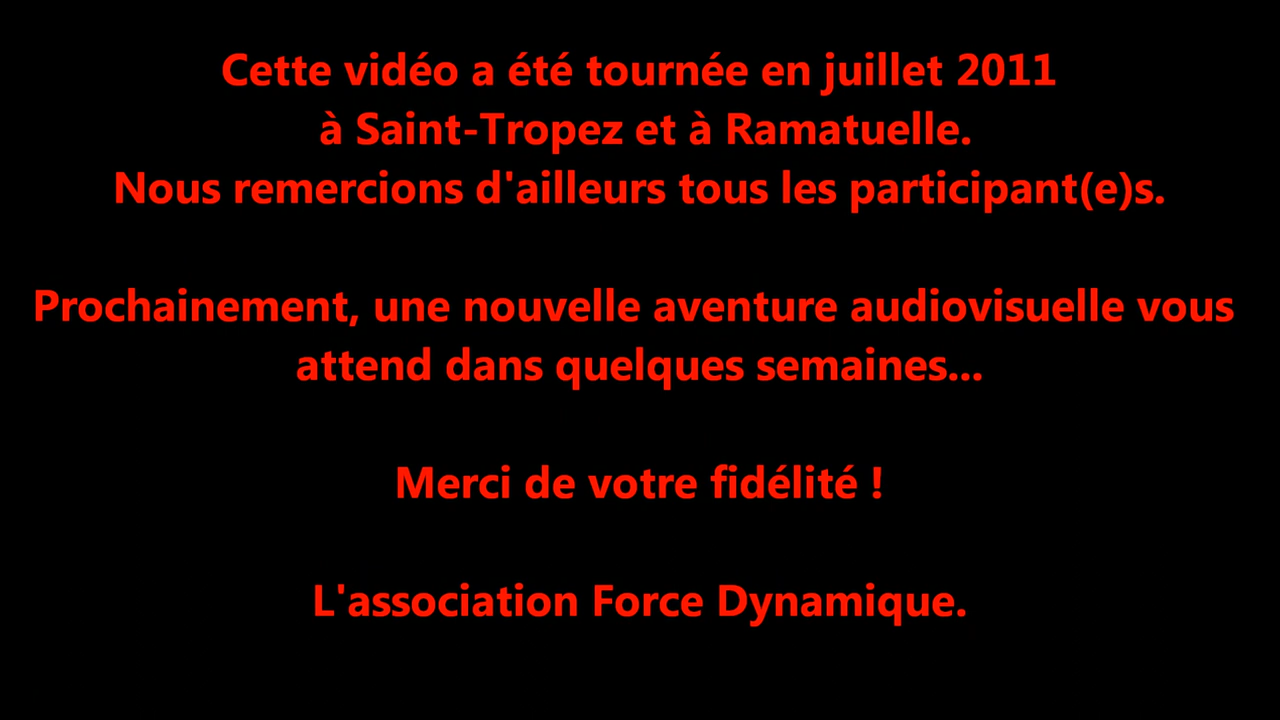 Cette vidéo a été tournée en juillet 2011
à Saint-Tropez et à Ramatuelle.
Nous remercions d'ailleurs tous les participant(e)s.
Prochainement, une nouvelle aventure audiovisuelle vous
attend dans quelques semaines...
Merci de votre fidélité !
L'association Force Dynamique.